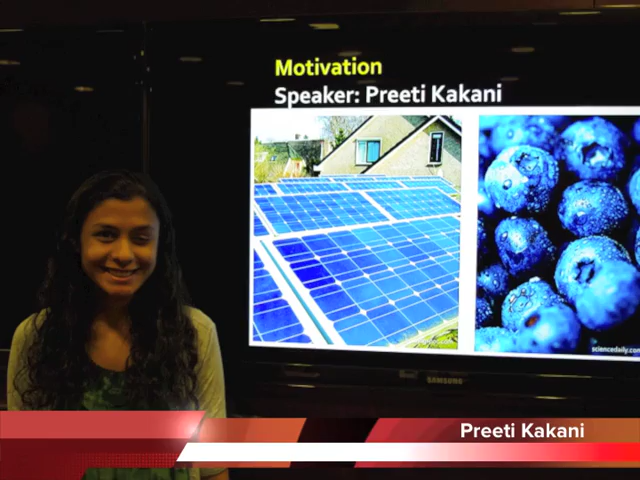 Motivation
Speaker: Preeti Kakani
sciencedaily.com
SAMSUNG
Preeti Kakani